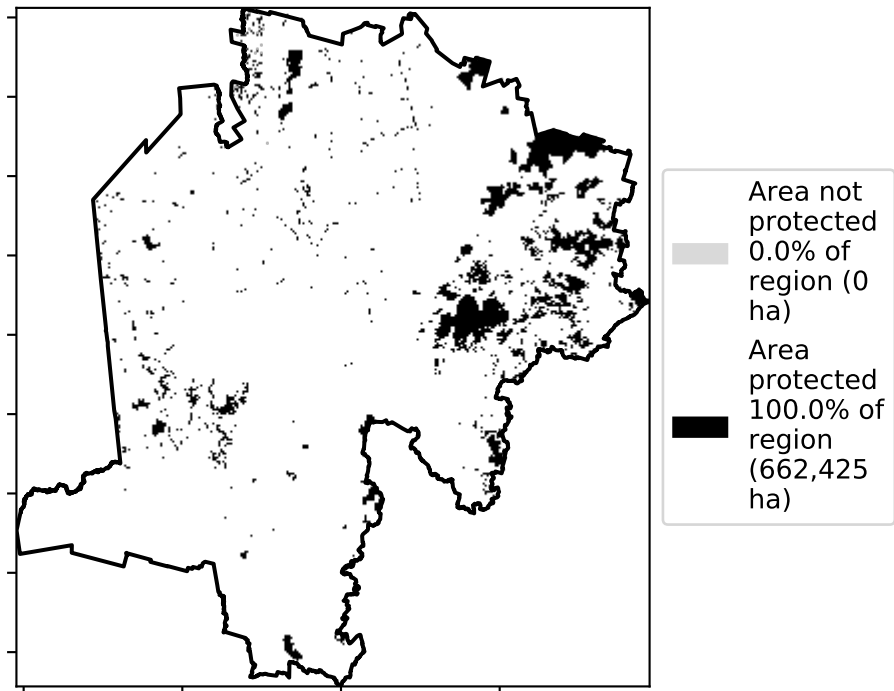 Area not
protected
0.0% of
region (0
ha)
Area
protected
100.0% of
region
(662,425
ha)